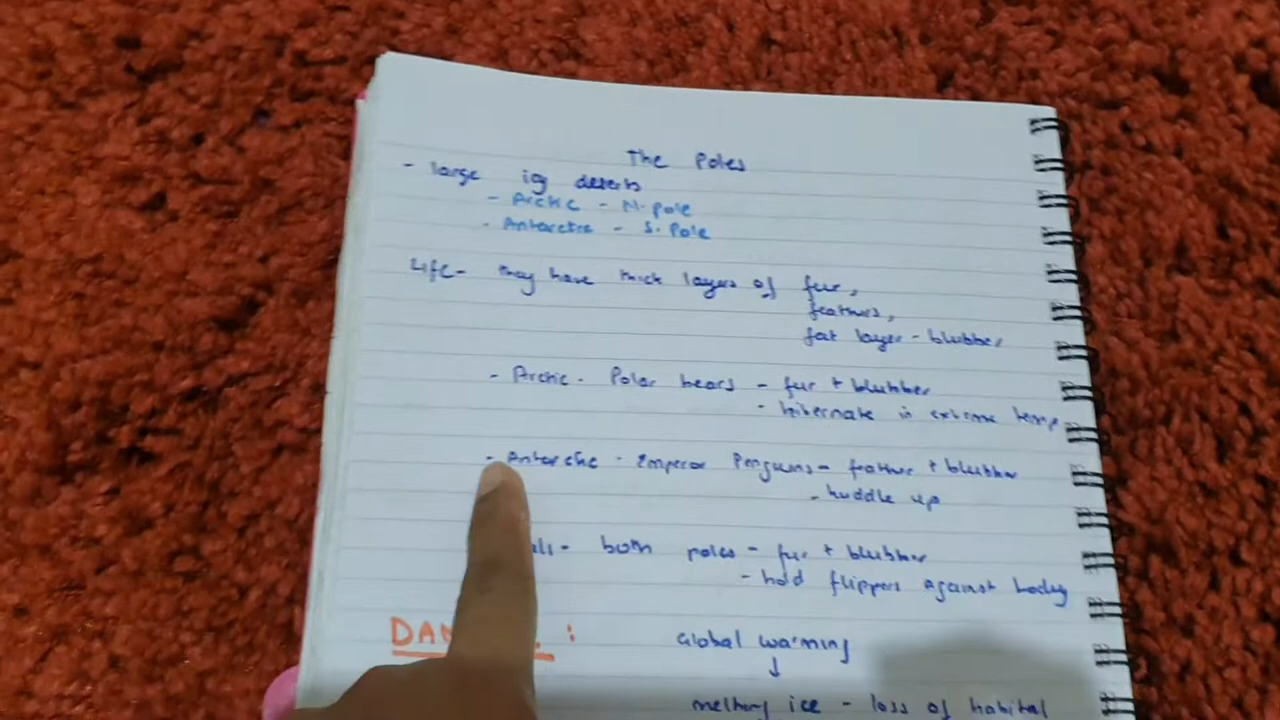 The Poles
- large icy deserts
- Arctic - N. pole
- Antarctic - S. Pole
Life - They have thick layers of fur,
feathers,
fat layer - blubber
- Arctic - Polar bears - fur + blubber
- hibernate in extreme temp
- Antarctic - Emperor Penguins - feather + blubber
- huddle up
- both poles - fur + blubber
- hold flippers against body
: Global warming
↓
melting ice - loss of habitat